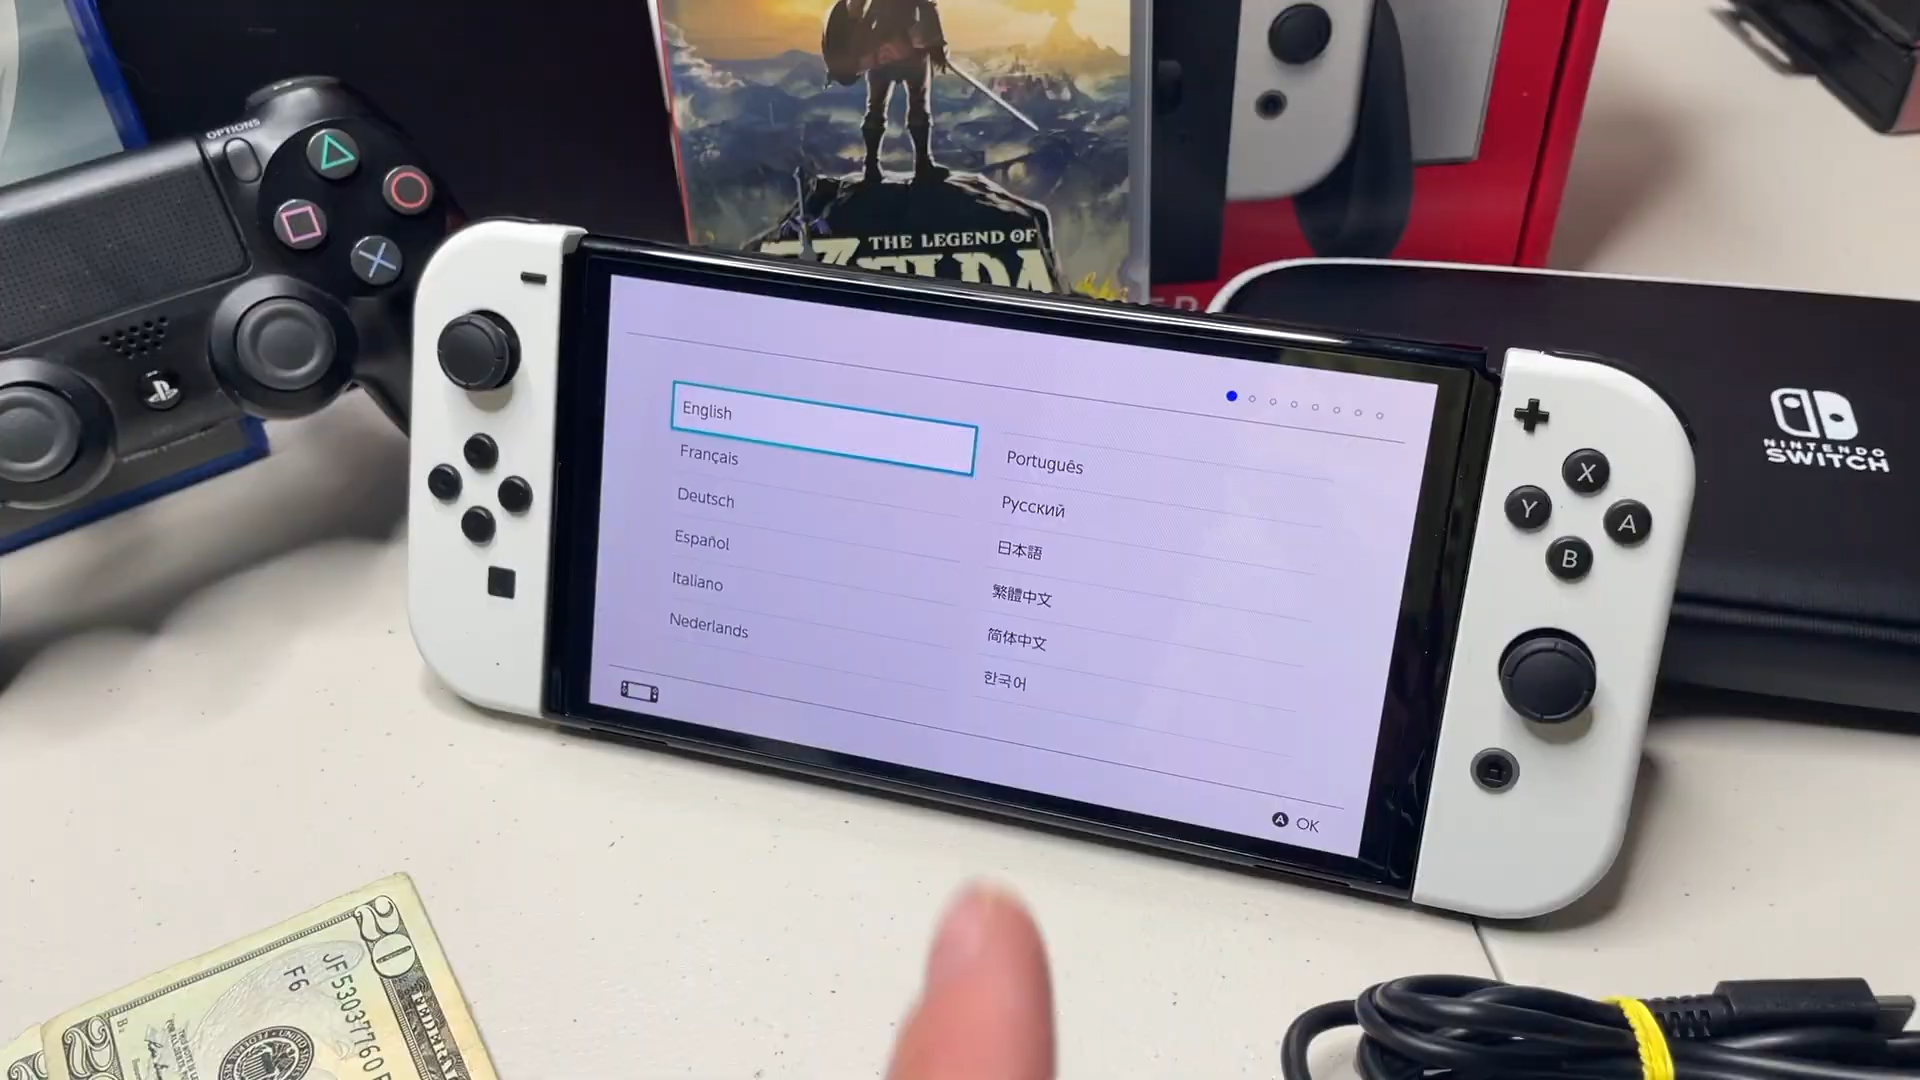 OPTIONS
THE LEGEND OF
ZELDA
English
Français
Deutsch
Español
Italiano
Nederlands
Português
Русский
日本語
繁體中文
简体中文
한국어
A OK
X
Y
A
B
NINTENDO
SWITCH
20
JF53037760
F6
FEDERAL